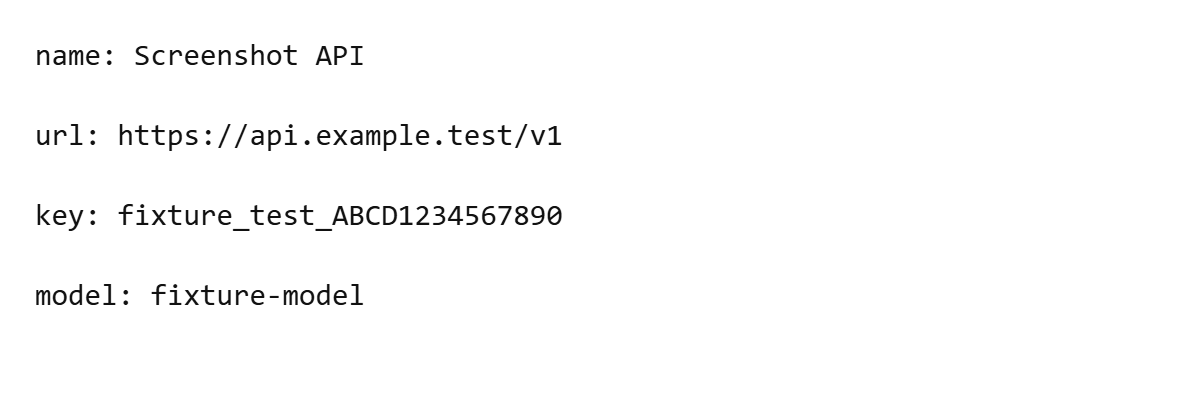 name: Screenshot API
url: https://api.example.test/v1
key: fixture_test_ABCD1234567890
model: fixture-model